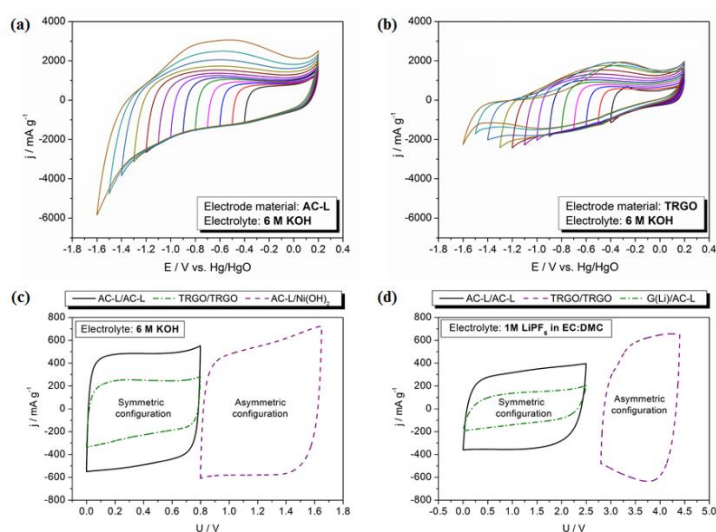 (a)
4000
2000
0
-2000
-4000
-6000
j / mA g⁻¹
Electrode material: AC-L
Electrolyte: 6 M KOH
-1.8 -1.6 -1.4 -1.2 -1.0 -0.8 -0.6 -0.4 -0.2 0.0 0.2 0.4
E / V vs. Hg/HgO
(b)
4000
2000
0
-2000
-4000
-6000
j / mA g⁻¹
Electrode material: TRGO
Electrolyte: 6 M KOH
-1.8 -1.6 -1.4 -1.2 -1.0 -0.8 -0.6 -0.4 -0.2 0.0 0.2 0.4
E / V vs. Hg/HgO
(c)
AC-L/AC-L TRGO/TRGO AC-L/Ni(OH)₂
800
600
400
200
0
-200
-400
-600
-800
j / mA g⁻¹
Electrolyte: 6 M KOH
Symmetric
configuration
Asymmetric
configuration
0.0 0.2 0.4 0.6 0.8 1.0 1.2 1.4 1.6 1.8
U / V
(d)
AC-L/AC-L TRGO/TRGO G(Li)/AC-L
800
600
400
200
0
-200
-400
-600
-800
j / mA g⁻¹
Electrolyte: 1M LiPF₆ in EC:DMC
Symmetric
configuration
Asymmetric
configuration
-0.5 0.0 0.5 1.0 1.5 2.0 2.5 3.0 3.5 4.0 4.5 5.0
U / V